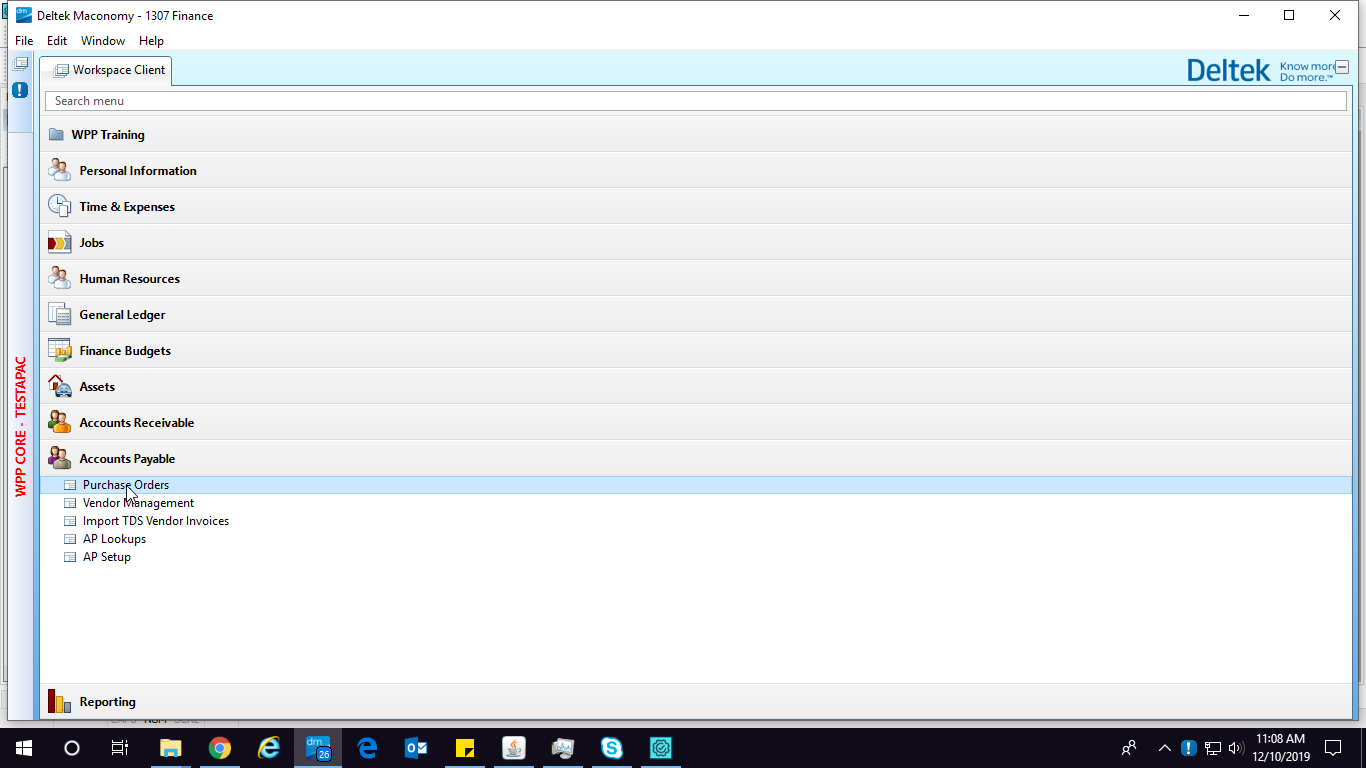 Deltek Maconomy - 1307 Finance
File Edit Window Help
Workspace Client
Deltek Know more
Do more.™
Search menu
WPP Training
Personal Information
Time & Expenses
Jobs
Human Resources
General Ledger
Finance Budgets
Assets
Accounts Receivable
Accounts Payable
Purchase Orders
Vendor Management
Import TDS Vendor Invoices
AP Lookups
AP Setup
Reporting
WPP CORE - TESTAPAC
dm
26
11:08 AM
12/10/2019